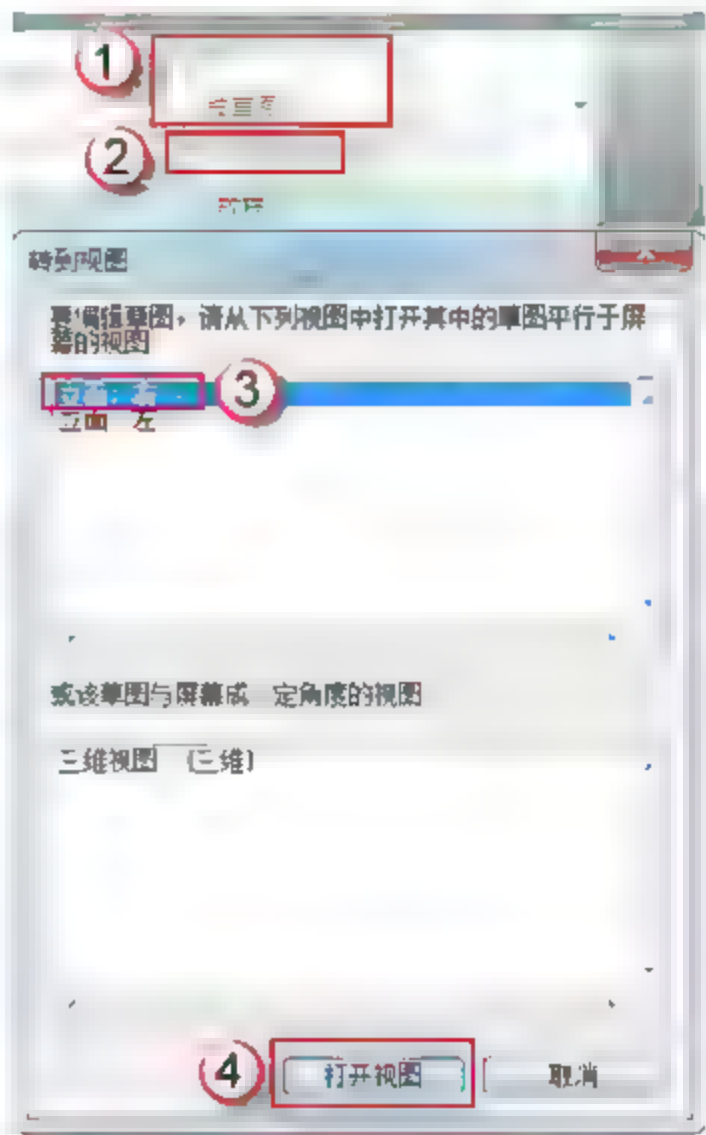 1
2
转到视图
要编辑草图，请从下列视图中打开其中的草图平行于屏
幕的视图
立面：右
3
立面 左
或该草图与屏幕成 定角度的视图
三维视图 (三维)
4
打开视图
取消